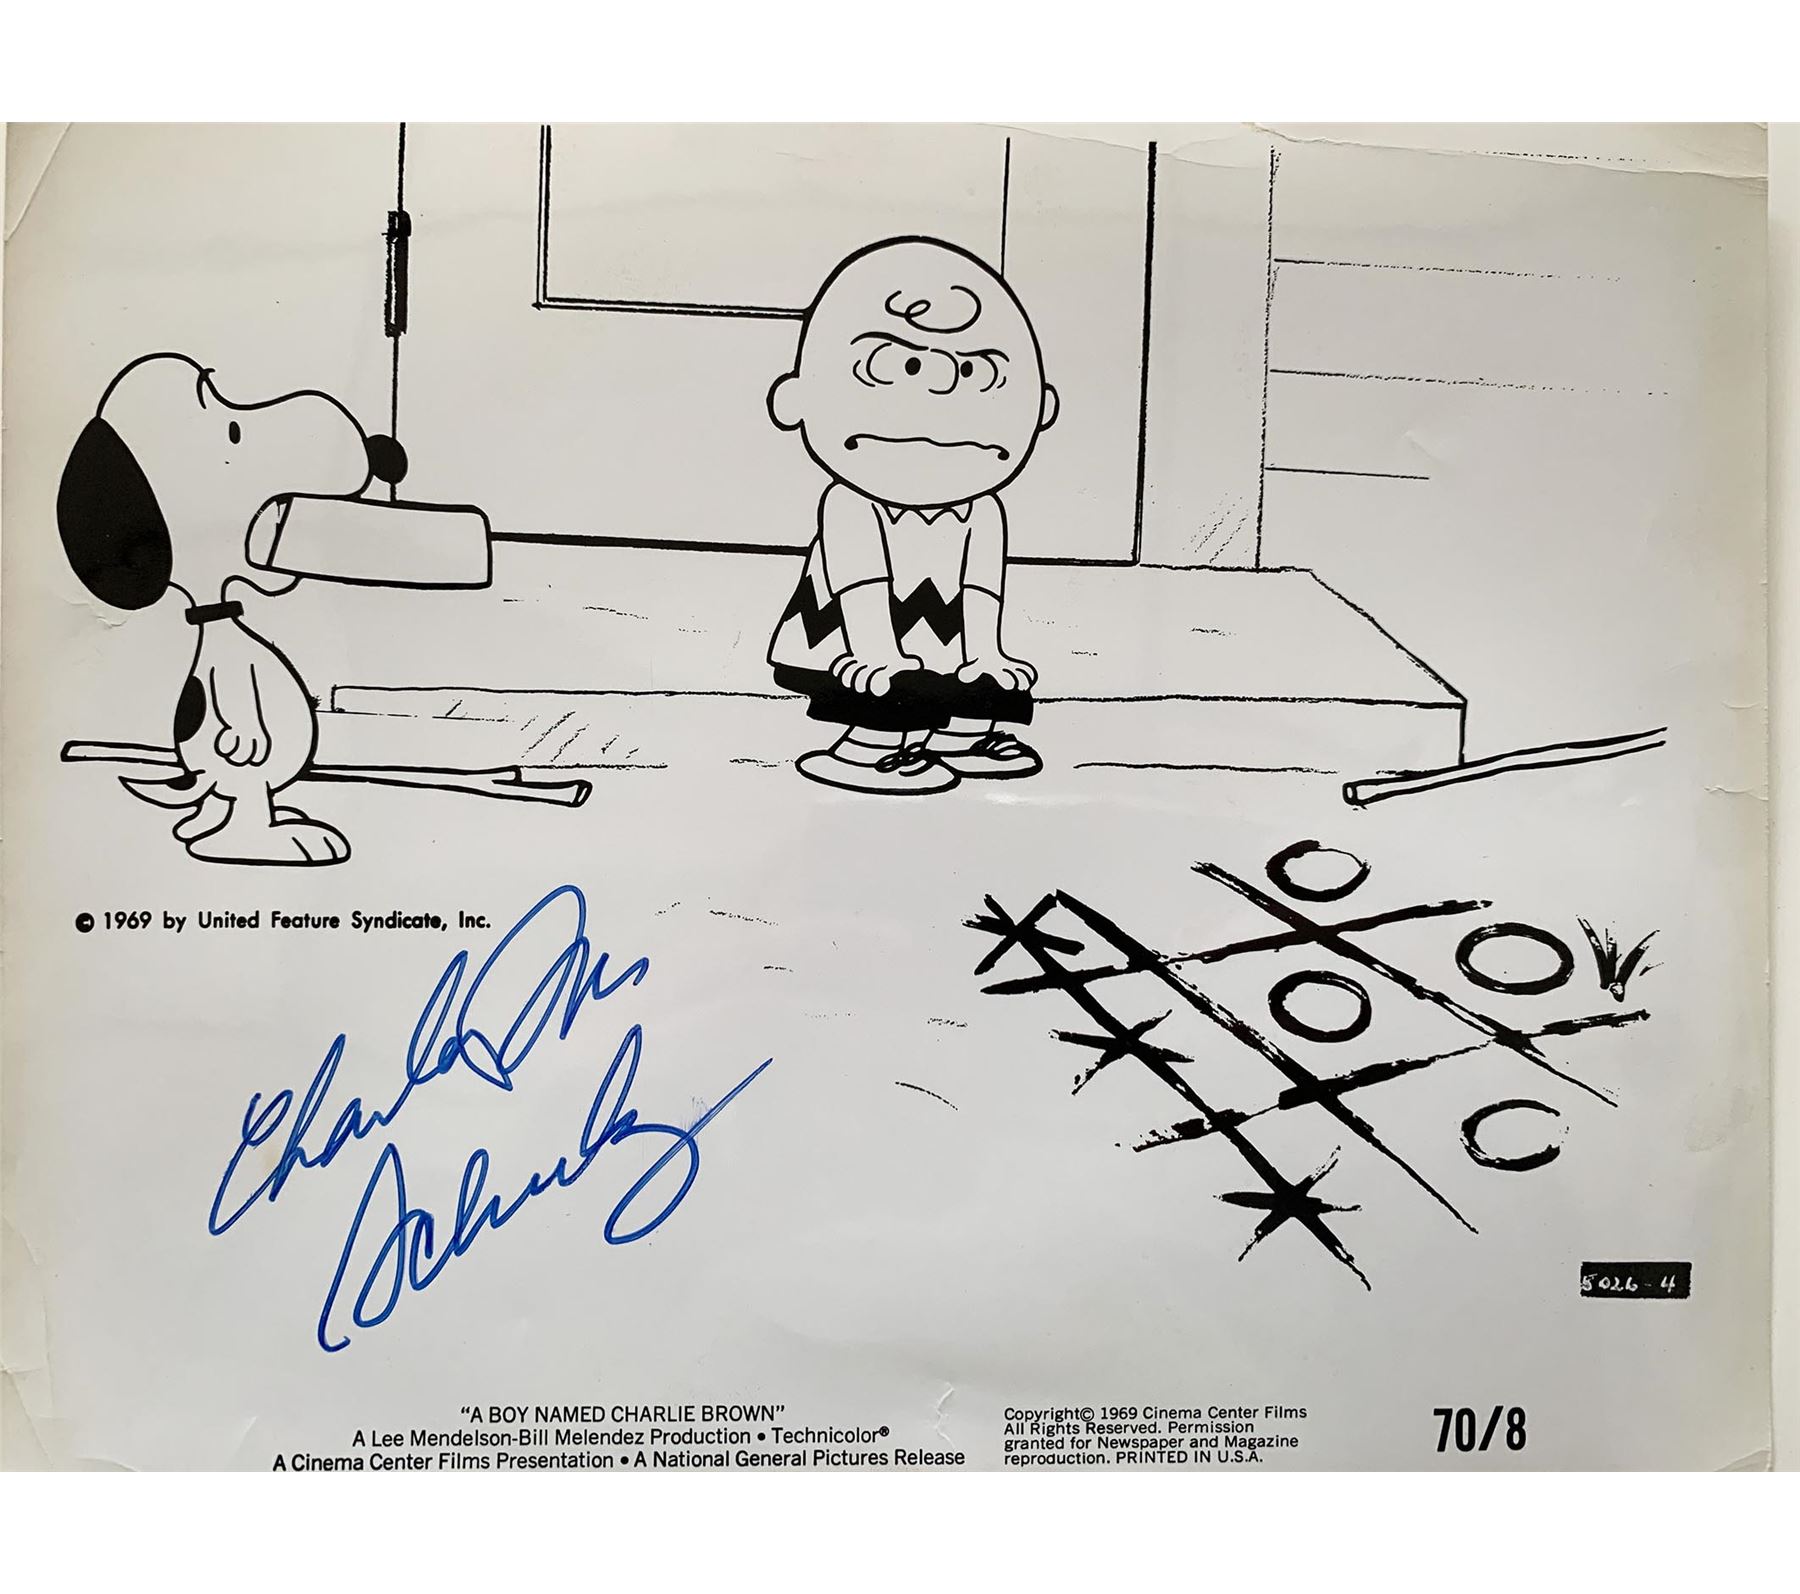 © 1969 by United Feature Syndicate, Inc.
Charles M.
Schulz
5026-4
"A BOY NAMED CHARLIE BROWN"
A Lee Mendelson-Bill Melendez Production • Technicolor®
A Cinema Center Films Presentation • A National General Pictures Release
Copyright© 1969 Cinema Center Films
All Rights Reserved. Permission
granted for Newspaper and Magazine
reproduction. PRINTED IN U.S.A.
70/8